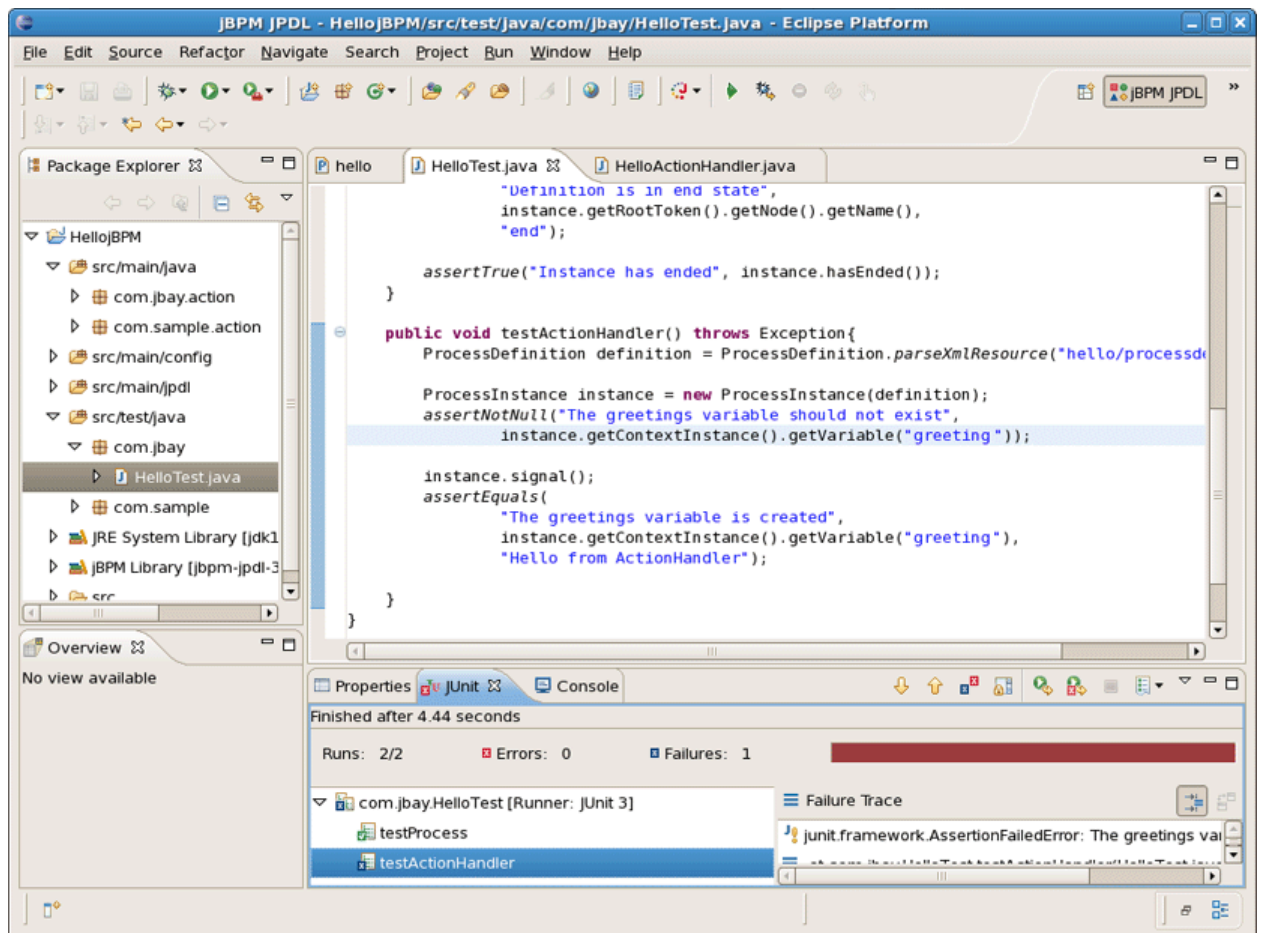 jBPM JPDL - HellojBPM/src/test/java/com/jbay/HelloTest.java - Eclipse Platform
File Edit Source Refactor Navigate Search Project Run Window Help
jBPM JPDL »
Package Explorer
HellojBPM
src/main/java
com.jbay.action
com.sample.action
src/main/config
src/main/jpdl
src/test/java
com.jbay
HelloTest.java
com.sample
JRE System Library [jdk1
jBPM Library [jbpm-jpdl-3
src
Overview
No view available
hello HelloTest.java HelloActionHandler.java
"Definition is in end state",
instance.getRootToken().getNode().getName(),
"end");
assertTrue("Instance has ended", instance.hasEnded());
}
public void testActionHandler() throws Exception{
ProcessDefinition definition = ProcessDefinition.parseXmlResource("hello/processde
ProcessInstance instance = new ProcessInstance(definition);
assertNotNull("The greetings variable should not exist",
instance.getContextInstance().getVariable("greeting"));
instance.signal();
assertEquals(
"The greetings variable is created",
instance.getContextInstance().getVariable("greeting"),
"Hello from ActionHandler");
}
}
Properties JUnit Console
Finished after 4.44 seconds
Runs: 2/2 Errors: 0 Failures: 1
com.jbay.HelloTest [Runner: JUnit 3]
testProcess
testActionHandler
Failure Trace
junit.framework.AssertionFailedError: The greetings var